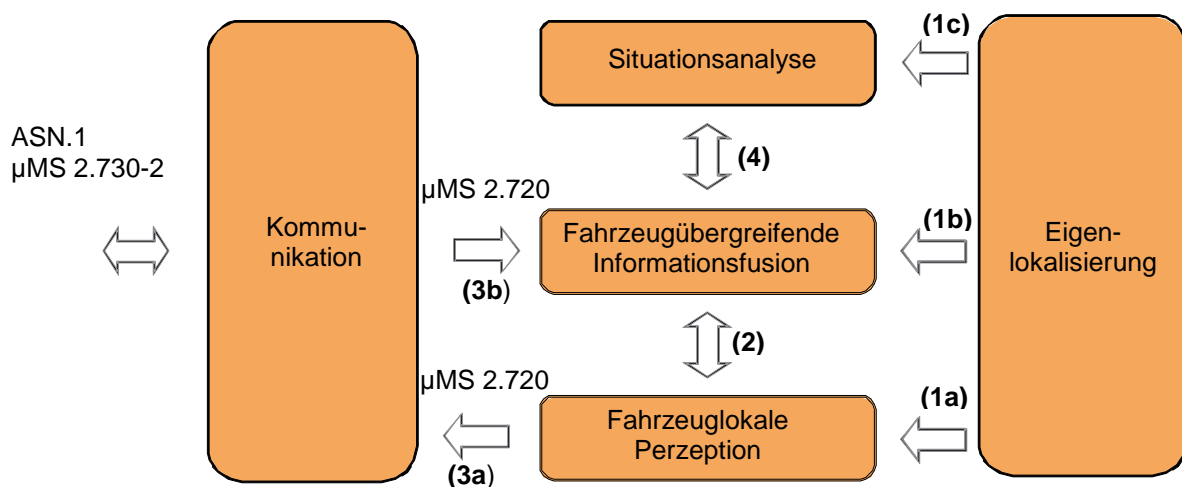 (1c)
Situationsanalyse
ASN.1
µMS 2.730-2
(4)
µMS 2.720
Kommu-
nikation
Fahrzeugübergreifende
Informationsfusion
(1b)
Eigen-
lokalisierung
(3b)
(2)
µMS 2.720
Fahrzeuglokale
Perzeption
(1a)
(3a)